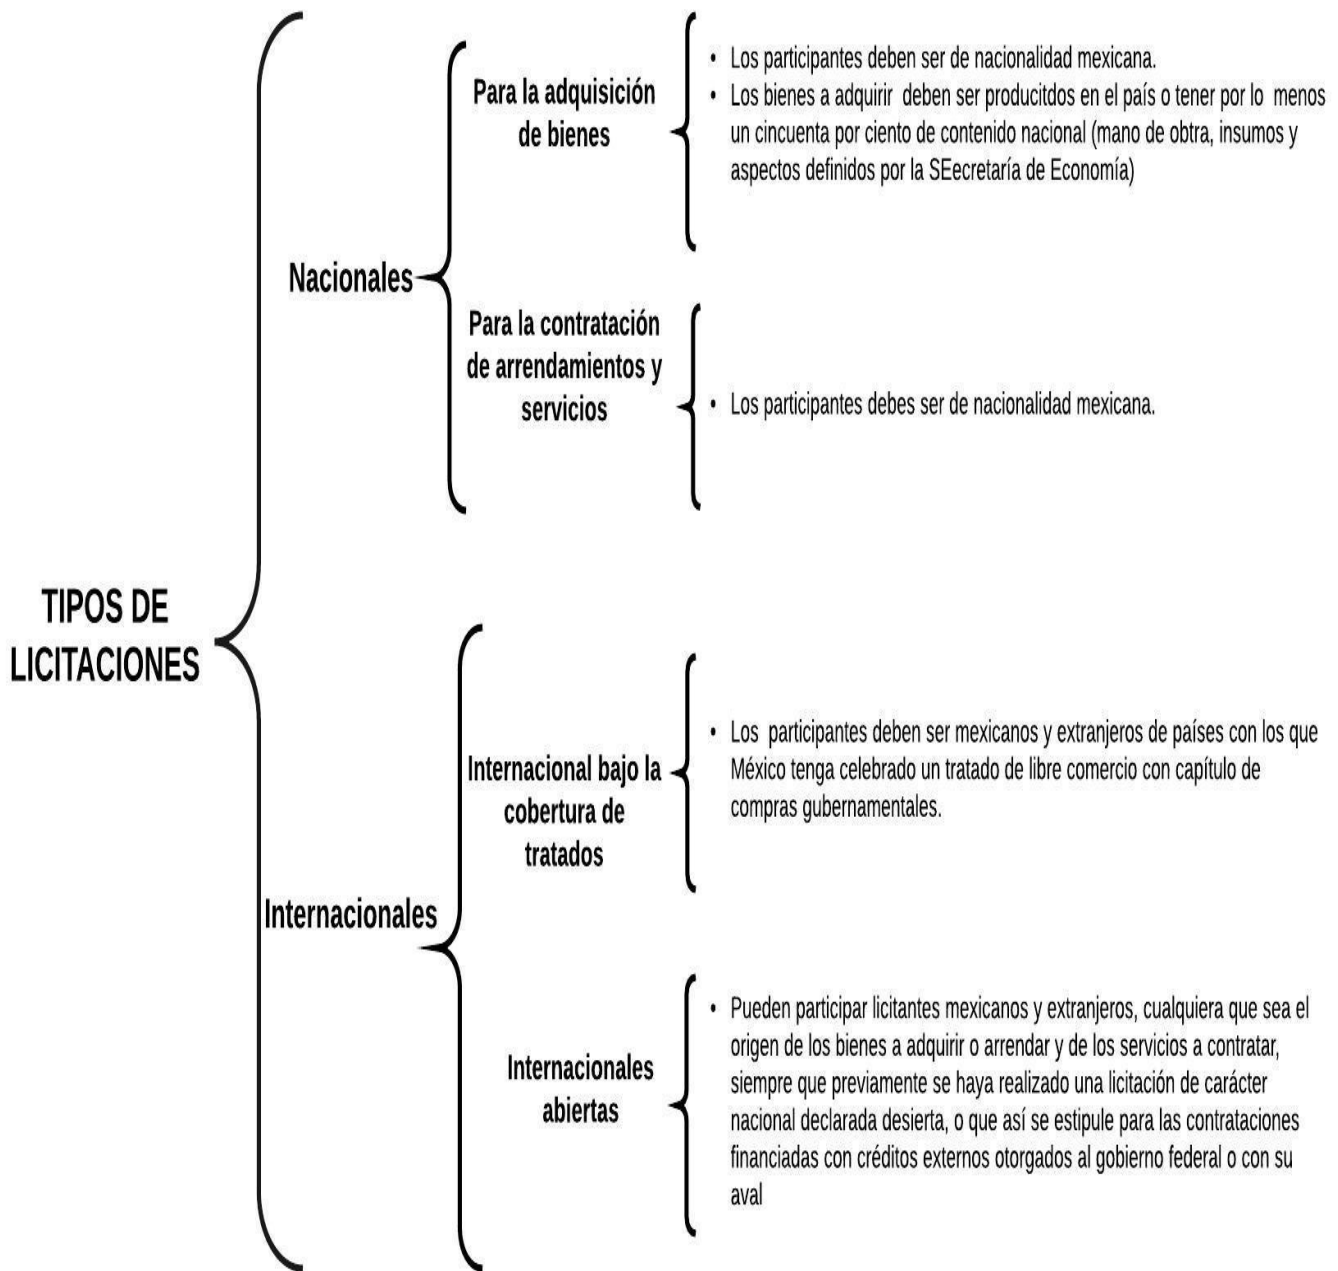 TIPOS DE
LICITACIONES
Nacionales
Para la adquisición
de bienes
• Los participantes deben ser de nacionalidad mexicana.
• Los bienes a adquirir deben ser producitdos en el país o tener por lo menos
un cincuenta por ciento de contenido nacional (mano de obtra, insumos y
aspectos definidos por la SEecretaría de Economía)
Para la contratación
de arrendamientos y
servicios
• Los participantes debes ser de nacionalidad mexicana.
Internacionales
Internacional bajo la
cobertura de
tratados
• Los participantes deben ser mexicanos y extranjeros de países con los que
México tenga celebrado un tratado de libre comercio con capítulo de
compras gubernamentales.
Internacionales
abiertas
• Pueden participar licitantes mexicanos y extranjeros, cualquiera que sea el
origen de los bienes a adquirir o arrendar y de los servicios a contratar,
siempre que previamente se haya realizado una licitación de carácter
nacional declarada desierta, o que así se estipule para las contrataciones
financiadas con créditos externos otorgados al gobierno federal o con su
aval